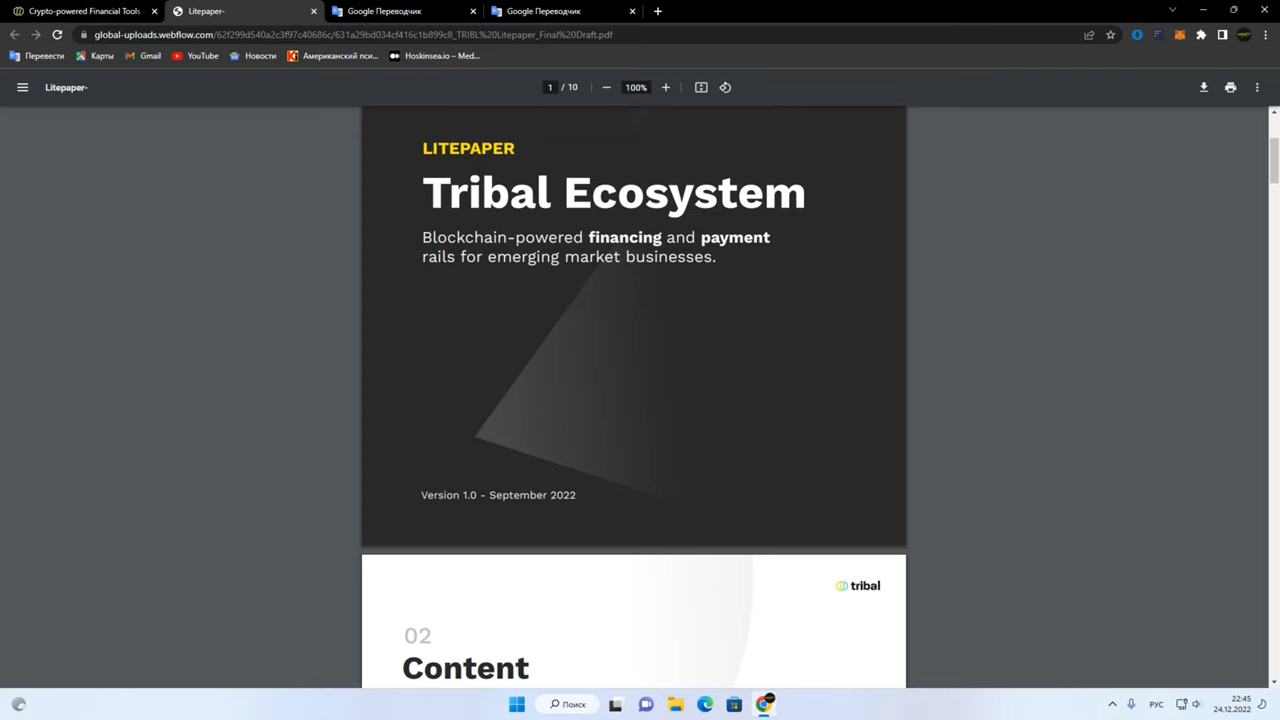 Crypto-powered Financial Tools
Litepaper-
Google Переводчик
Google Переводчик
global-uploads.webflow.com/62f299d540a2c3f97c40686c/631a29bd034cf416c1b899c8_TRIBL%20Litepaper_Final%20Draft.pdf
Перевести
Карты
Gmail
YouTube
Новости
Американский пси...
Hoskinsea.io – Med...
Litepaper-
1 / 10
100%
LITEPAPER
Tribal Ecosystem
Blockchain-powered financing and payment
rails for emerging market businesses.
Version 1.0 - September 2022
tribal
02
Content
Поиск
РУС
22:45
24.12.2022